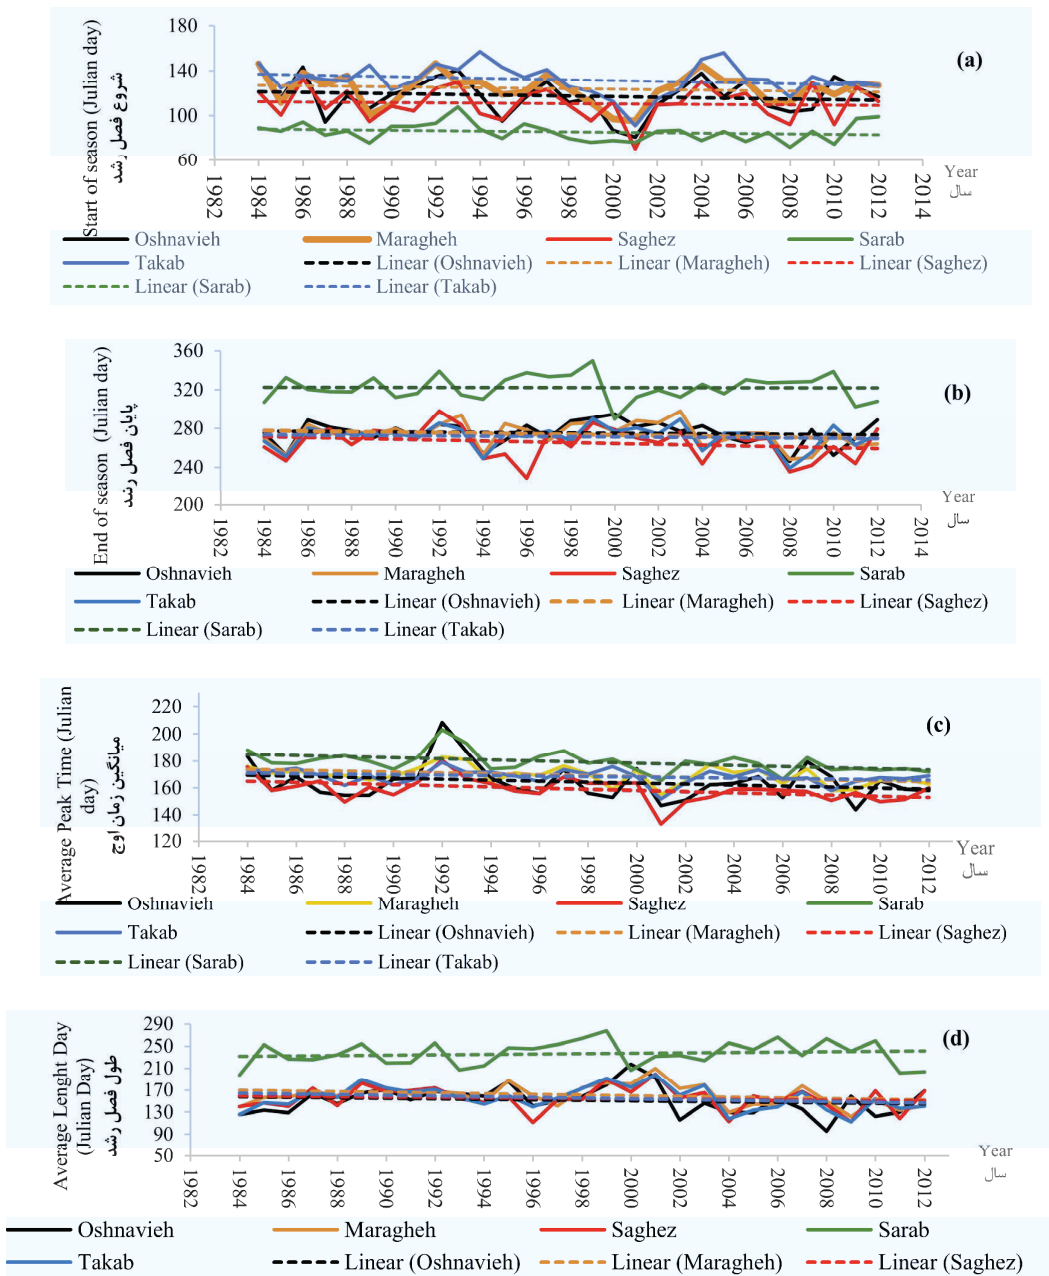 Start of season (Julian day)
شروع فصل رشد
180
140
100
60
(a)
1982 1984 1986 1988 1990 1992 1994 1996 1998 2000 2002 2004 2006 2008 2010 2012 2014
Year
سال
Oshnavieh Maragheh Saghez Sarab
Takab Linear (Oshnavieh) Linear (Maragheh) Linear (Saghez)
Linear (Sarab) Linear (Takab)
End of season (Julian day)
پایان فصل رشد
360
320
280
240
200
(b)
1982 1984 1986 1988 1990 1992 1994 1996 1998 2000 2002 2004 2006 2008 2010 2012 2014
Year
سال
Oshnavieh Maragheh Saghez Sarab
Takab Linear (Oshnavieh) Linear (Maragheh) Linear (Saghez)
Linear (Sarab) Linear (Takab)
Average Peak Time (Julian
day)
میانگین زمان اوج
220
200
180
160
140
120
(c)
1982 1984 1986 1988 1990 1992 1994 1996 1998 2000 2002 2004 2006 2008 2010 2012
Year
سال
Oshnavieh Maragheh Saghez Sarab
Takab Linear (Oshnavieh) Linear (Maragheh) Linear (Saghez)
Linear (Sarab) Linear (Takab)
Average Lenght Day
(Julian Day)
طول فصل رشد
290
250
210
170
130
90
50
(d)
1982 1984 1986 1988 1990 1992 1994 1996 1998 2000 2002 2004 2006 2008 2010 2012
Year
سال
Oshnavieh Maragheh Saghez Sarab
Takab Linear (Oshnavieh) Linear (Maragheh) Linear (Saghez)